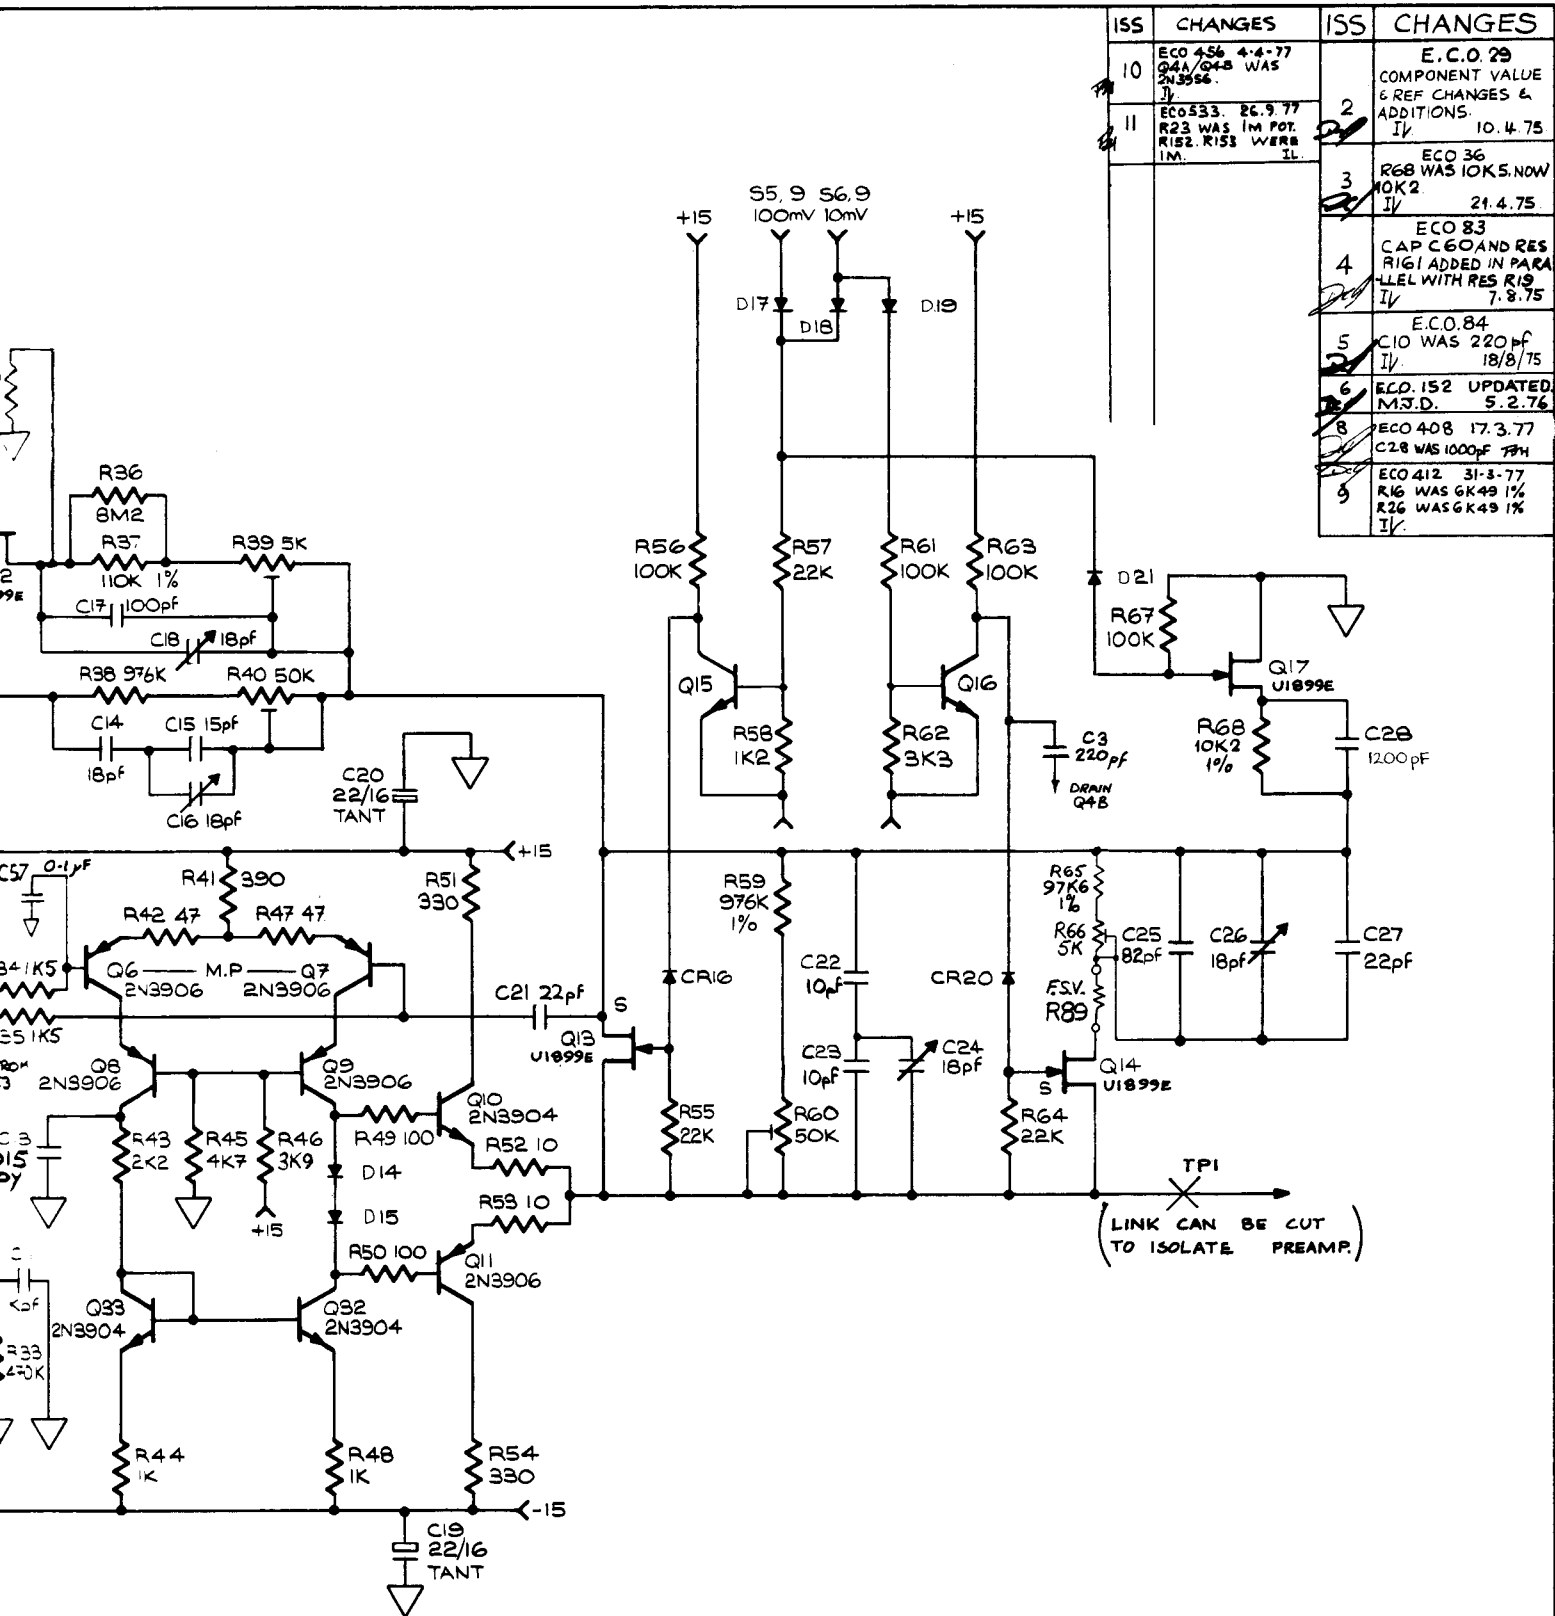 ISS CHANGES
10 ECO 456 4-4-77
Q4A/Q4B WAS
2N3956.
11 ECO533. 26.9.77
R23 WAS 1M POT.
R152. R153 WERE
1M. IL.
ISS CHANGES
2 E.C.O. 29
COMPONENT VALUE
& REF CHANGES &
ADDITIONS.
10.4.75
3 ECO 36
R68 WAS 10K5. NOW
10K2
21.4.75
4 ECO 83
CAP C60 AND RES
R161 ADDED IN PARA
-LLEL WITH RES R19
7.8.75
5 E.C.O. 84
C10 WAS 220pf
18/8/75
6 E.C.O. 152 UPDATED.
M.J.D. 5.2.76
8 ECO 408 17.3.77
C28 WAS 1000pF
9 ECO 412 31-3-77
R16 WAS 6K49 1%
R26 WAS 6K49 1%
S5,9 S6,9
+15 100mV 10mV +15
D17
D18
D19
R36
8M2
R37
110K 1%
R39 5K
C17 100pf
C18 18pf
R38 976K
R40 50K
C14
18pf
C15 15pf
C16 18pf
R56
100K
R57
22K
R61
100K
R63
100K
D21
R67
100K
Q15
Q16
Q17
U1899E
R58
1K2
R62
3K3
C3
220pf
DRAIN
Q4B
R68
10K2
1%
C28
1200pF
C20
22/16
TANT
+15
C57 0.1µF
R41 390
R51
330
R42 47
R47 47
Q6 M.P Q7
2N3906 2N3906
1K5
C21 22pf
S
Q13
U1899E
CR16
R59
976K
1%
C22
10pf
CR20
R65
97K6
1%
R66
5K
F.S.V.
R89
C25
82pf
C26
18pf
C27
22pf
35 1K5
Q8
2N3906
Q9
2N3906
Q10
2N3904
C23
10pf
C24
18pf
S
Q14
U1899E
R43
2K2
R45
4K7
R46
3K9
+15
R49 100
D14
D15
R52 10
R53 10
R55
22K
R60
50K
R64
22K
TP1
(LINK CAN BE CUT
TO ISOLATE PREAMP.)
R50 100
Q11
2N3906
Q33
2N3904
Q32
2N3904
R33
470K
R44
1K
R48
1K
R54
330
-15
C19
22/16
TANT